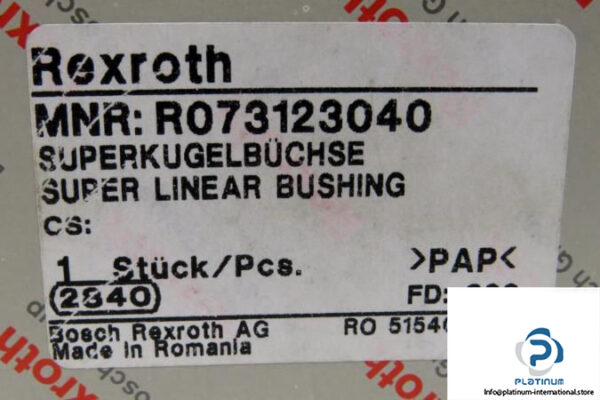 Rexroth
MNR: R073123040
SUPERKUGELBÜCHSE
SUPER LINEAR BUSHING
CS:
1 Stück/Pcs. >PAP<
2840 FD:
Bosch Rexroth AG RO
Made in Romania
PLATINUM
info@platinum-international.store